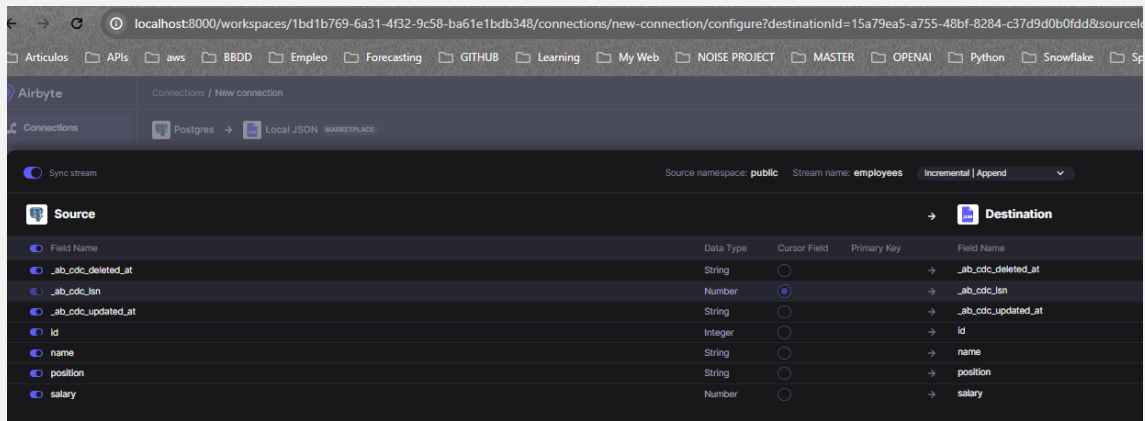 localhost:8000/workspaces/1bd1b769-6a31-4f32-9c58-ba61e1bdb348/connections/new-connection/configure?destinationId=15a79ea5-a755-48bf-8284-c37d9d0b0fdd&sourceId
Articulos APIs aws BBDD Empleo Forecasting GITHUB Learning My Web NOISE PROJECT MASTER OPENAI Python Snowflake Sp
Airbyte Connections / New connection
Connections Postgres → Local JSON MARKETPLACE
Sync stream Source namespace: public Stream name: employees Incremental | Append
Source → Destination
Field Name Data Type Cursor Field Primary Key Field Name
_ab_cdc_deleted_at String → _ab_cdc_deleted_at
_ab_cdc_lsn Number → _ab_cdc_lsn
_ab_cdc_updated_at String → _ab_cdc_updated_at
id Integer → id
name String → name
position String → position
salary Number → salary